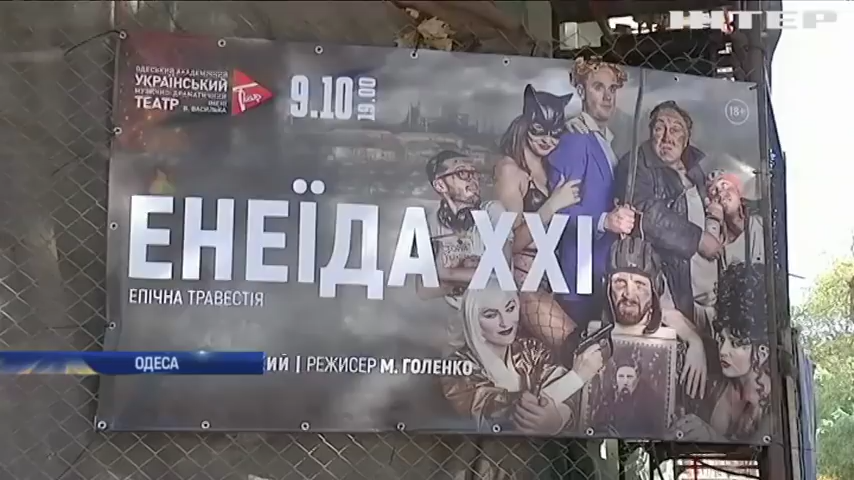 ІНТЕР
ОДЕСЬКИЙ АКАДЕМІЧНИЙ
УКРАЇНСЬКИЙ
МУЗИЧНО-ДРАМАТИЧНИЙ
ТЕАТР ІМЕНІ
В. ВАСИЛЬКА
9.10
19.00
18+
ЕНЕЇДА XXI
ЕПІЧНА ТРАВЕСТІЯ
ИЙ | РЕЖИСЕР М. ГОЛЕНКО
ОДЕСА